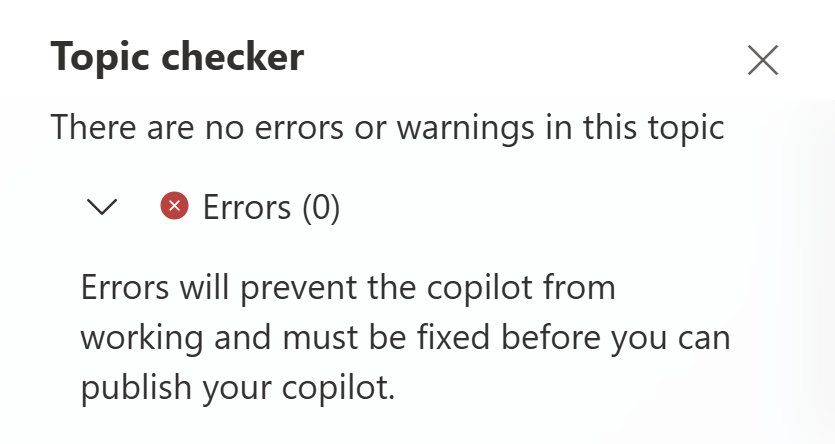 Topic checker
There are no errors or warnings in this topic
Errors (0)
Errors will prevent the copilot from
working and must be fixed before you can
publish your copilot.